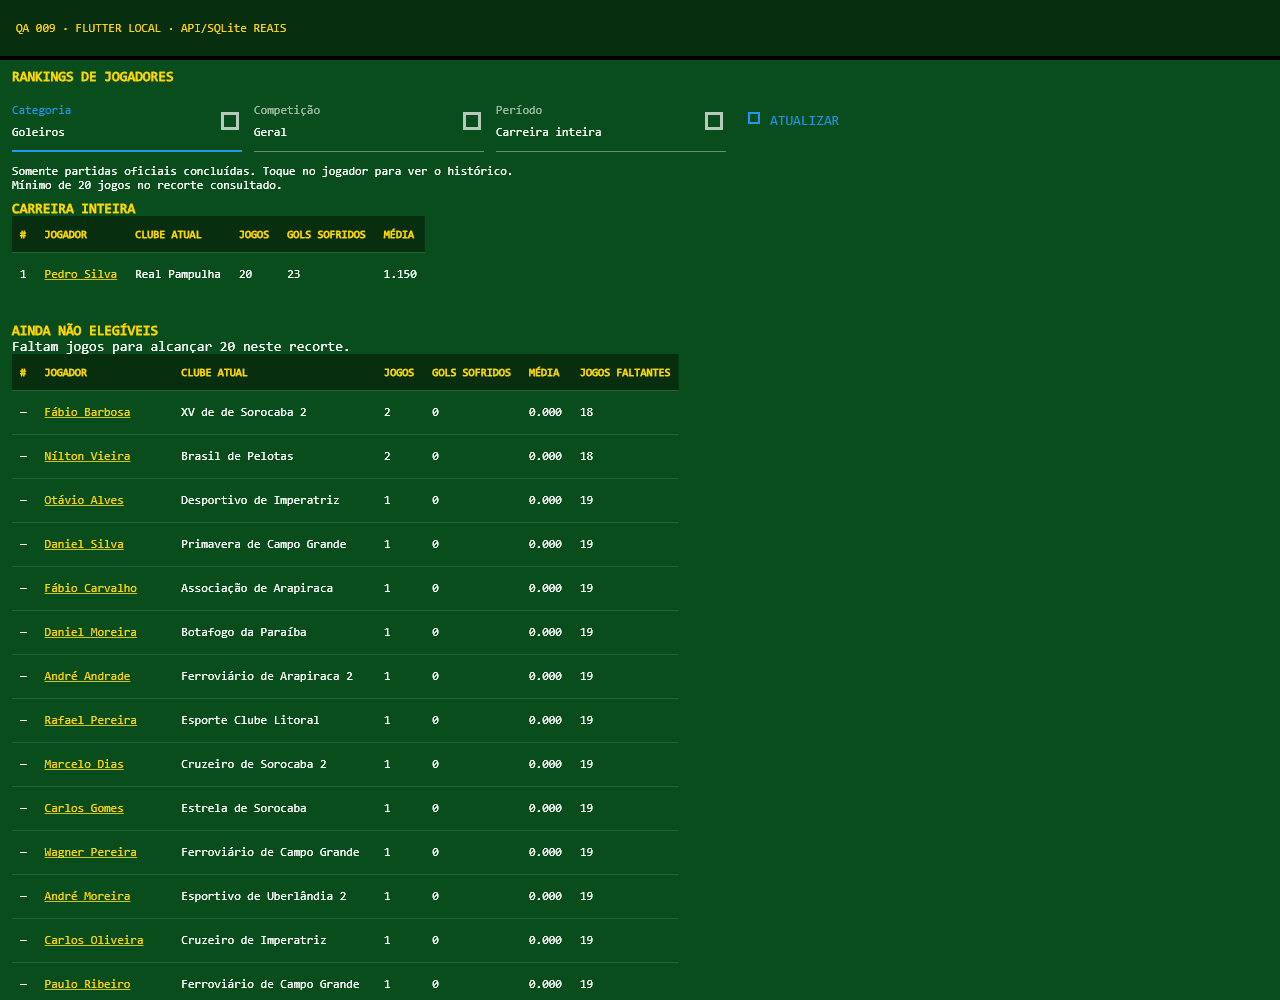 QA 009 · FLUTTER LOCAL · API/SQLite REAIS
RANKINGS DE JOGADORES
Categoria Competição Período
Goleiros Geral Carreira inteira ATUALIZAR
Somente partidas oficiais concluídas. Toque no jogador para ver o histórico.
Mínimo de 20 jogos no recorte consultado.
CARREIRA INTEIRA
# JOGADOR CLUBE ATUAL JOGOS GOLS SOFRIDOS MÉDIA
1 Pedro Silva Real Pampulha 20 23 1.150
AINDA NÃO ELEGÍVEIS
Faltam jogos para alcançar 20 neste recorte.
# JOGADOR CLUBE ATUAL JOGOS GOLS SOFRIDOS MÉDIA JOGOS FALTANTES
— Fábio Barbosa XV de de Sorocaba 2 2 0 0.000 18
— Nílton Vieira Brasil de Pelotas 2 0 0.000 18
— Otávio Alves Desportivo de Imperatriz 1 0 0.000 19
— Daniel Silva Primavera de Campo Grande 1 0 0.000 19
— Fábio Carvalho Associação de Arapiraca 1 0 0.000 19
— Daniel Moreira Botafogo da Paraíba 1 0 0.000 19
— André Andrade Ferroviário de Arapiraca 2 1 0 0.000 19
— Rafael Pereira Esporte Clube Litoral 1 0 0.000 19
— Marcelo Dias Cruzeiro de Sorocaba 2 1 0 0.000 19
— Carlos Gomes Estrela de Sorocaba 1 0 0.000 19
— Wagner Pereira Ferroviário de Campo Grande 1 0 0.000 19
— André Moreira Esportivo de Uberlândia 2 1 0 0.000 19
— Carlos Oliveira Cruzeiro de Imperatriz 1 0 0.000 19
— Paulo Ribeiro Ferroviário de Campo Grande 1 0 0.000 19